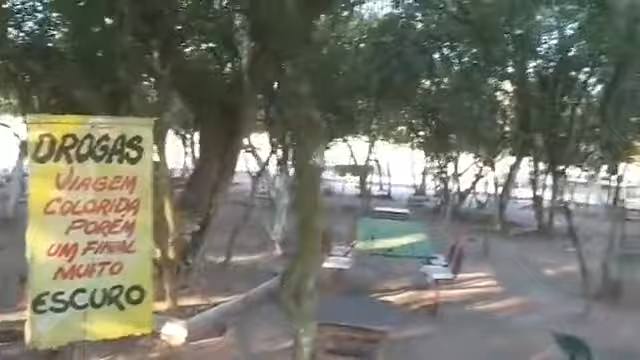 DROGAS
VIAGEM
COLORIDA
PORÉM
UM FINAL
MUITO
ESCURO